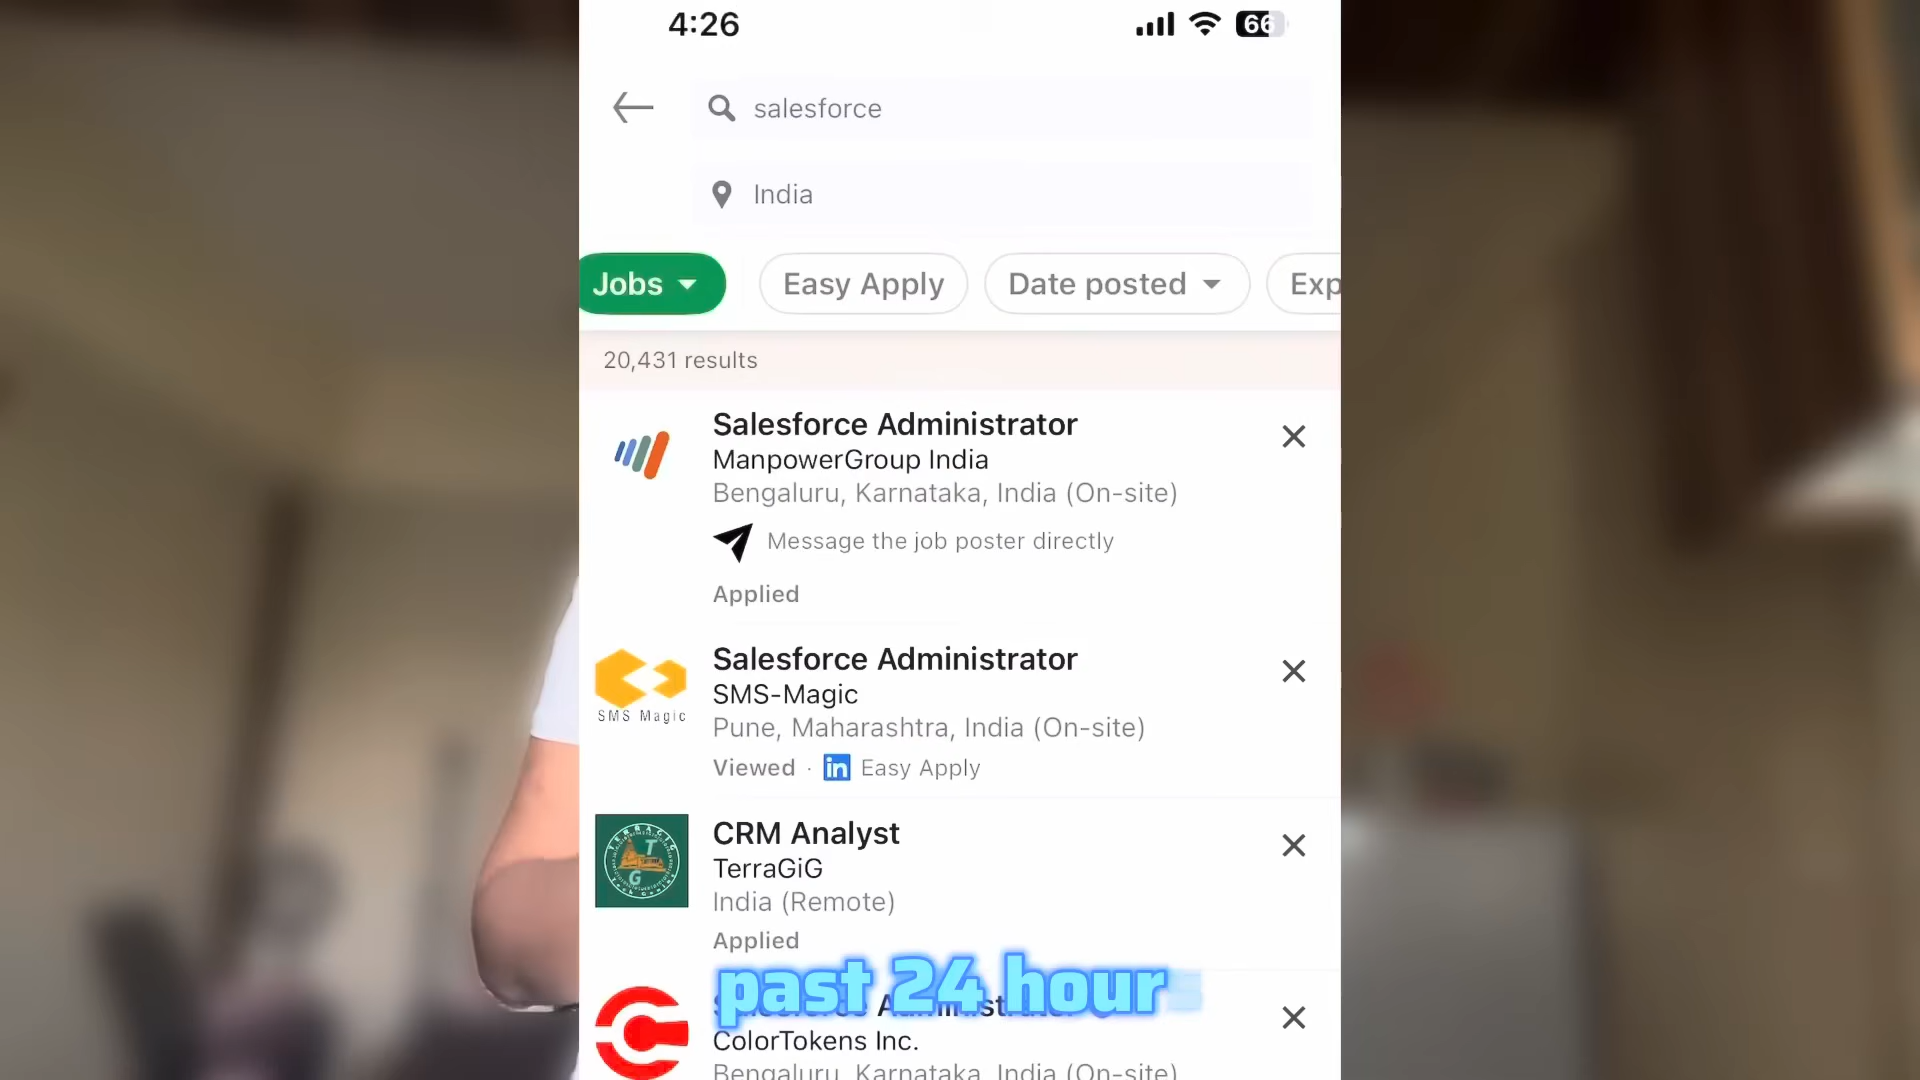 4:26
66
salesforce
India
Jobs
Easy Apply
Date posted
Exp
20,431 results
Salesforce Administrator
ManpowerGroup India
Bengaluru, Karnataka, India (On-site)
Message the job poster directly
Applied
Salesforce Administrator
SMS-Magic
SMS Magic
Pune, Maharashtra, India (On-site)
Viewed · in Easy Apply
CRM Analyst
TerraGiG
T
G
India (Remote)
Applied
past 24 hours
ColorTokens Inc.
Bengaluru, Karnataka, India (On-site)